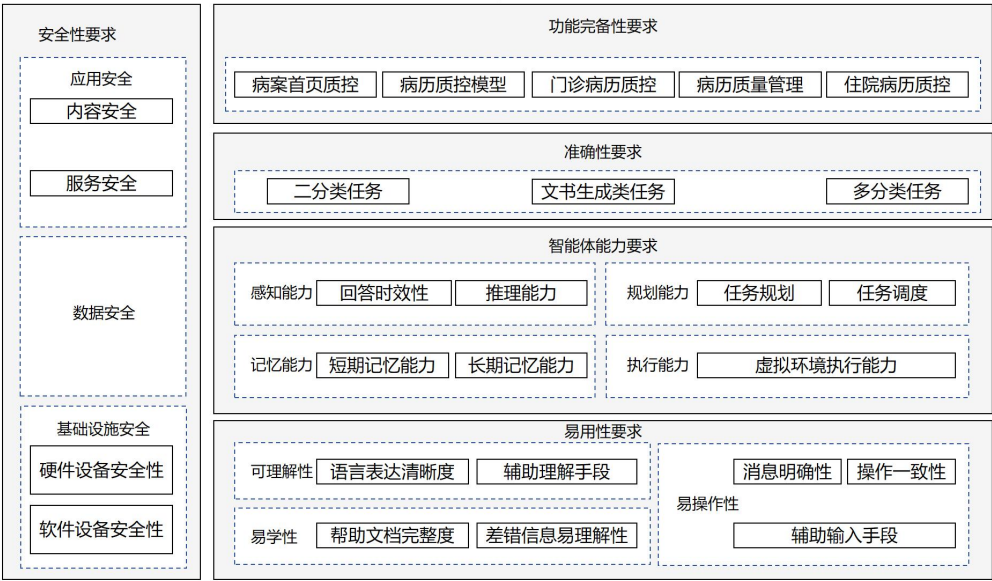 安全性要求
应用安全
内容安全
服务安全
数据安全
基础设施安全
硬件设备安全性
软件设备安全性
功能完备性要求
病案首页质控 病历质控模型 门诊病历质控 病历质量管理 住院病历质控
准确性要求
二分类任务 文书生成类任务 多分类任务
智能体能力要求
感知能力 回答时效性 推理能力 规划能力 任务规划 任务调度
记忆能力 短期记忆能力 长期记忆能力 执行能力 虚拟环境执行能力
易用性要求
可理解性 语言表达清晰度 辅助理解手段
易学性 帮助文档完整度 差错信息易理解性
消息明确性 操作一致性
易操作性
辅助输入手段